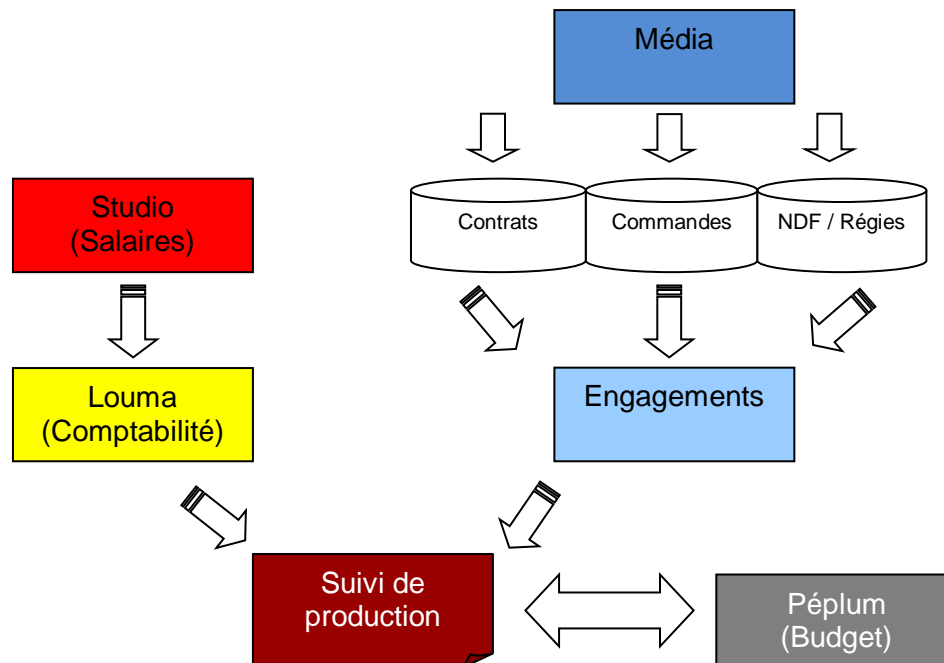 Média
Contrats
Commandes
NDF / Régies
Studio
(Salaires)
Louma
(Comptabilité)
Engagements
Suivi de
production
Péplum
(Budget)